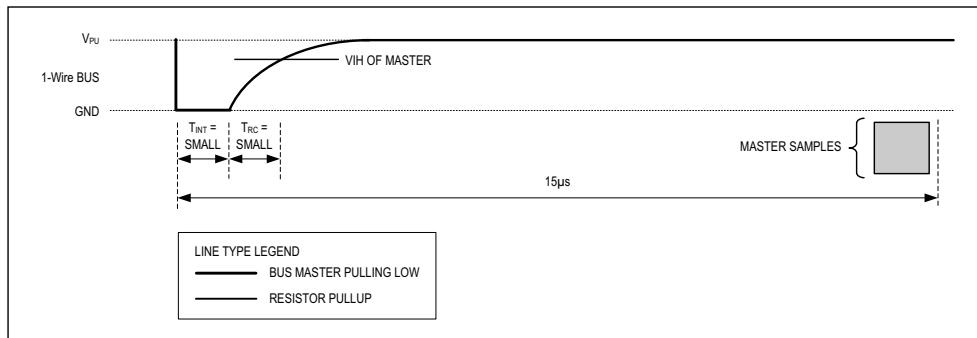 VPU
VIH OF MASTER
1-Wire BUS
GND
TINT =
SMALL
TRC =
SMALL
MASTER SAMPLES
15µs
LINE TYPE LEGEND
BUS MASTER PULLING LOW
RESISTOR PULLUP